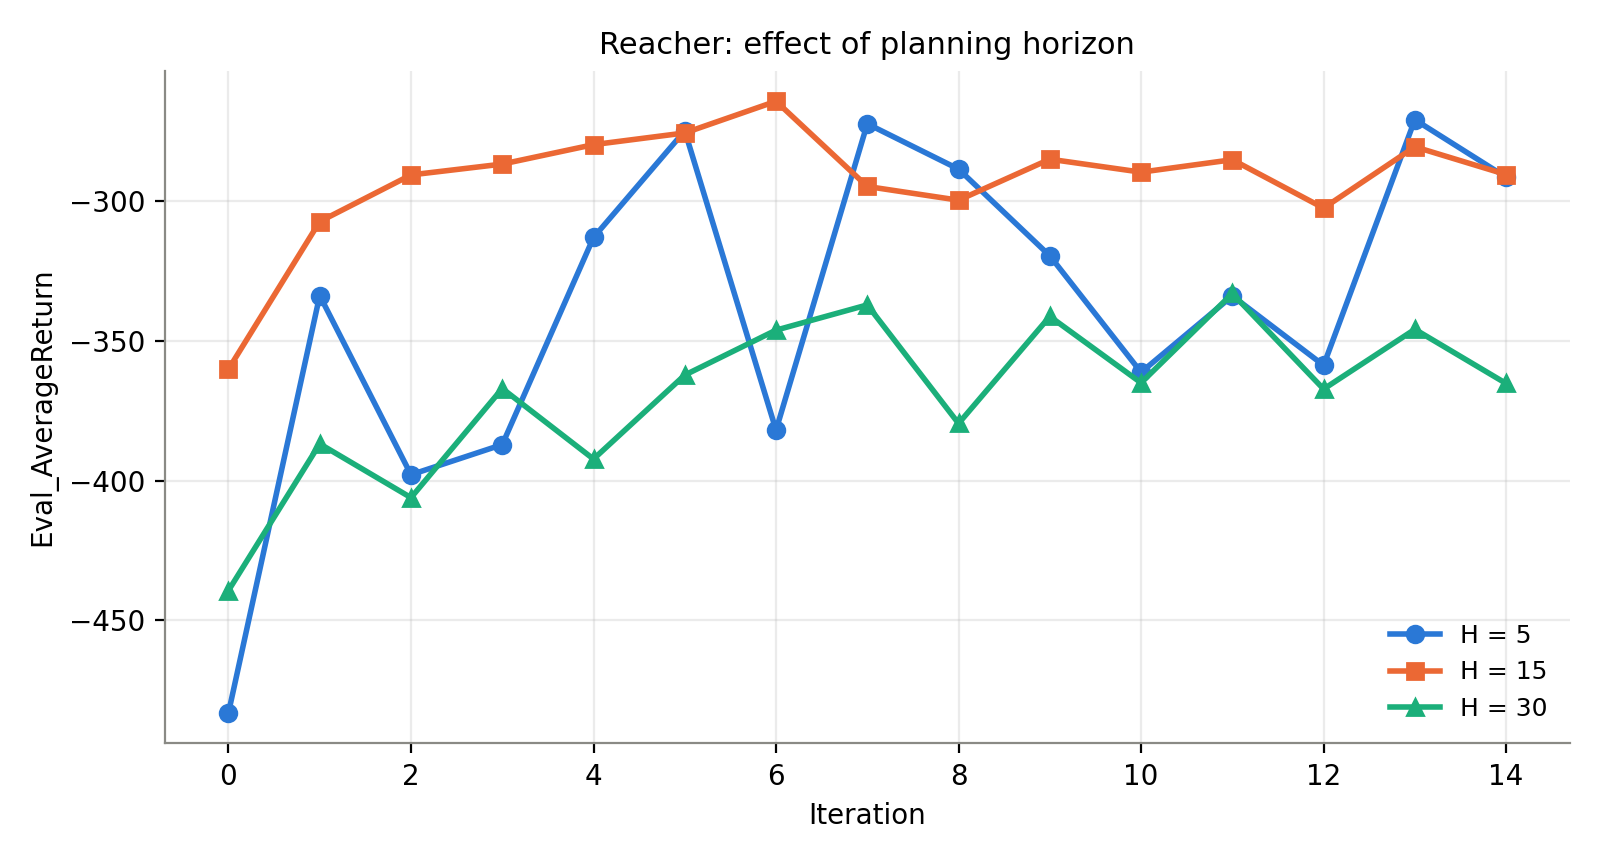 Reacher: effect of planning horizon
Eval_AverageReturn
−300
−350
−400
−450
H = 5
H = 15
H = 30
0 2 4 6 8 10 12 14
Iteration